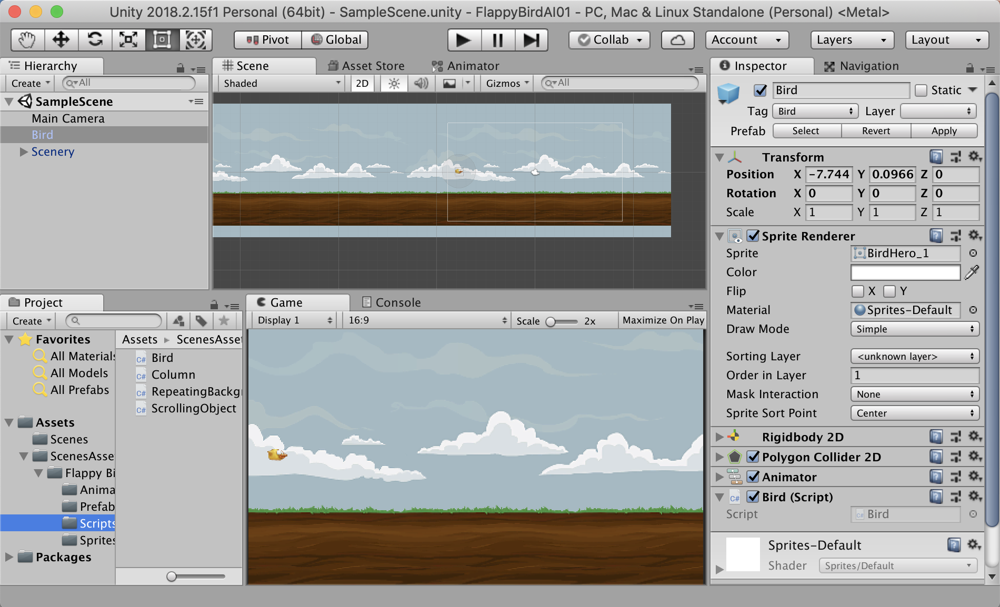 Unity 2018.2.15f1 Personal (64bit) - SampleScene.unity - FlappyBirdAI01 - PC, Mac & Linux Standalone (Personal) <Metal>
Pivot Global Collab Account Layers Layout
Hierarchy
Create All
SampleScene
Main Camera
Bird
Scenery
Scene Asset Store Animator
Shaded 2D Gizmos All
Project
Create
Favorites
All Materials
All Models
All Prefabs
Assets
Scenes
ScenesAsse
Flappy Bi
Anima
Prefab
Scripts
Sprites
Packages
Assets ScenesAsset
C# Bird
C# Column
C# RepeatingBackgr
C# ScrollingObject
Game Console
Display 1 16:9 Scale 2x Maximize On Play
Inspector Navigation
Bird Static
Tag Bird Layer
Prefab Select Revert Apply
Transform
Position X -7.744 Y 0.0966 Z 0
Rotation X 0 Y 0 Z 0
Scale X 1 Y 1 Z 1
Sprite Renderer
Sprite BirdHero_1
Color
Flip X Y
Material Sprites-Default
Draw Mode Simple
Sorting Layer <unknown layer>
Order in Layer 1
Mask Interaction None
Sprite Sort Point Center
Rigidbody 2D
Polygon Collider 2D
Animator
C# Bird (Script)
Script C# Bird
Sprites-Default
Shader Sprites/Default